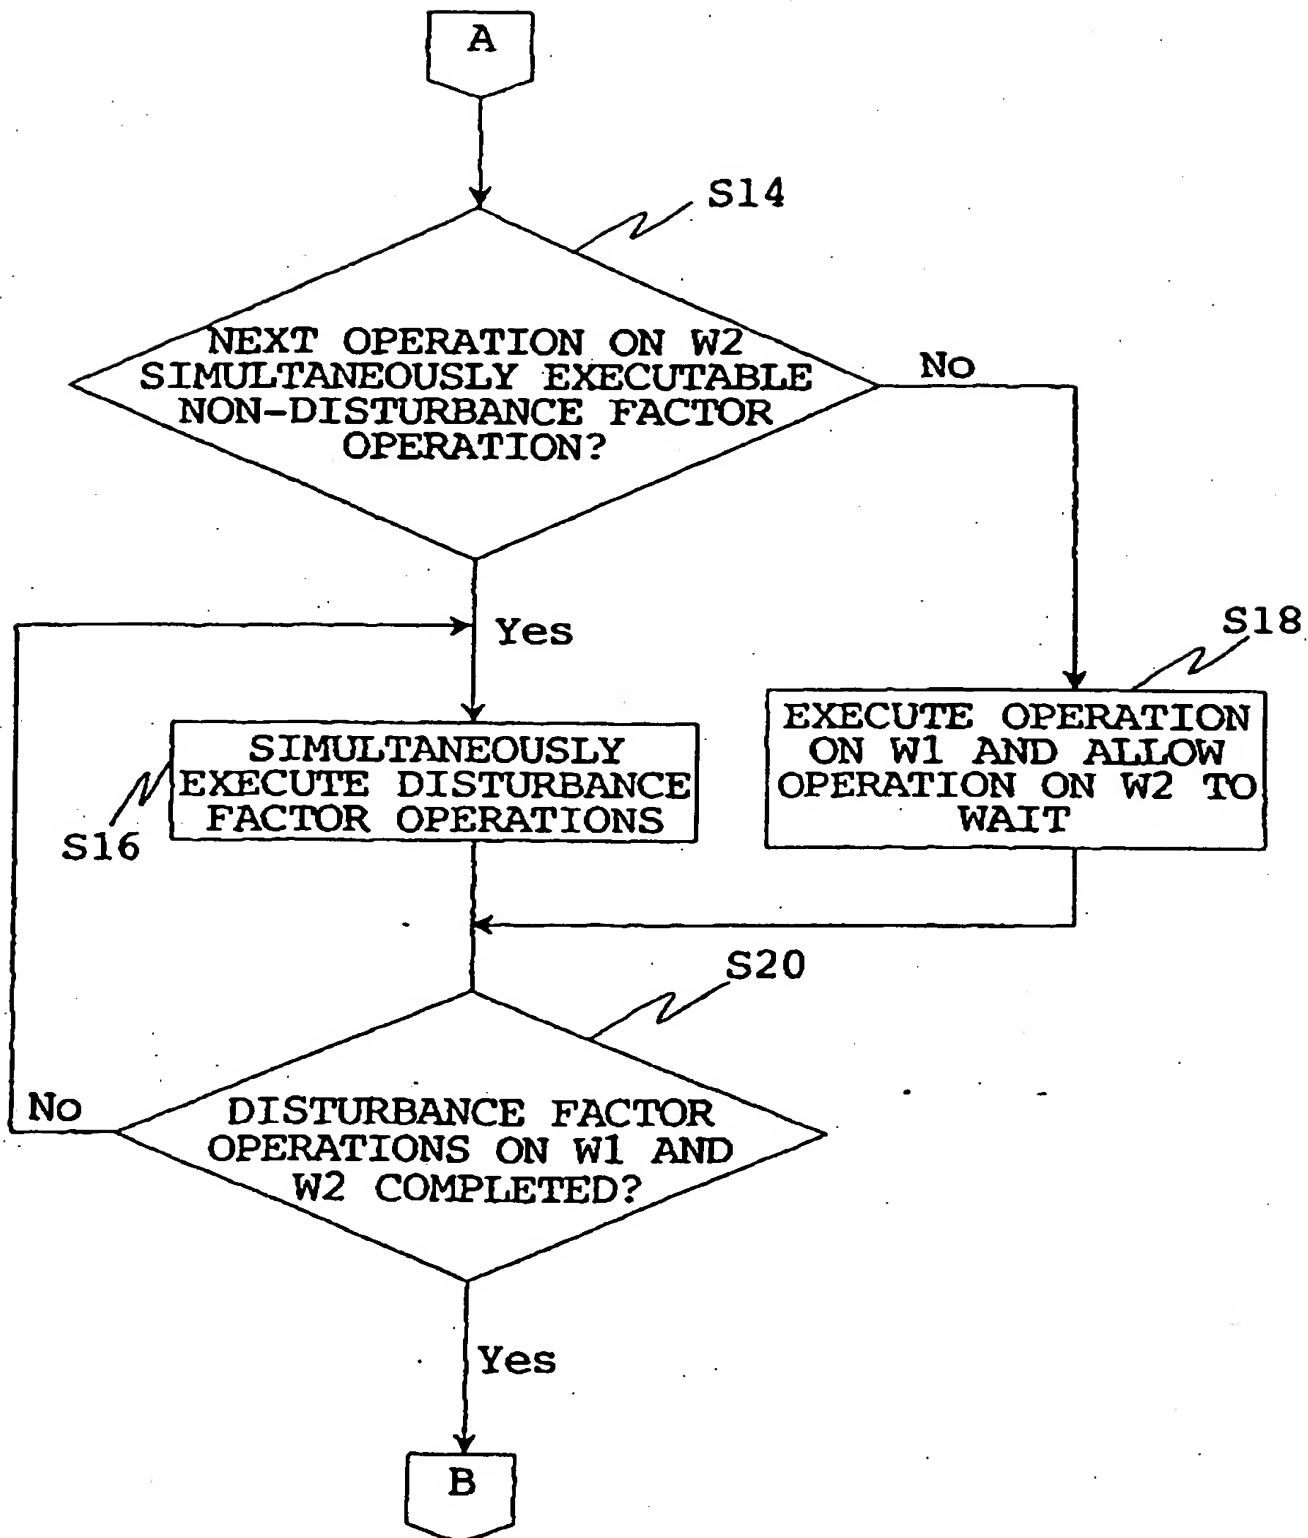 A
S14
NEXT OPERATION ON W2
SIMULTANEOUSLY EXECUTABLE
NON-DISTURBANCE FACTOR
OPERATION?
No
Yes
S18
SIMULTANEOUSLY
EXECUTE DISTURBANCE
FACTOR OPERATIONS
S16
EXECUTE OPERATION
ON W1 AND ALLOW
OPERATION ON W2 TO
WAIT
S20
No
DISTURBANCE FACTOR
OPERATIONS ON W1 AND
W2 COMPLETED?
Yes
B